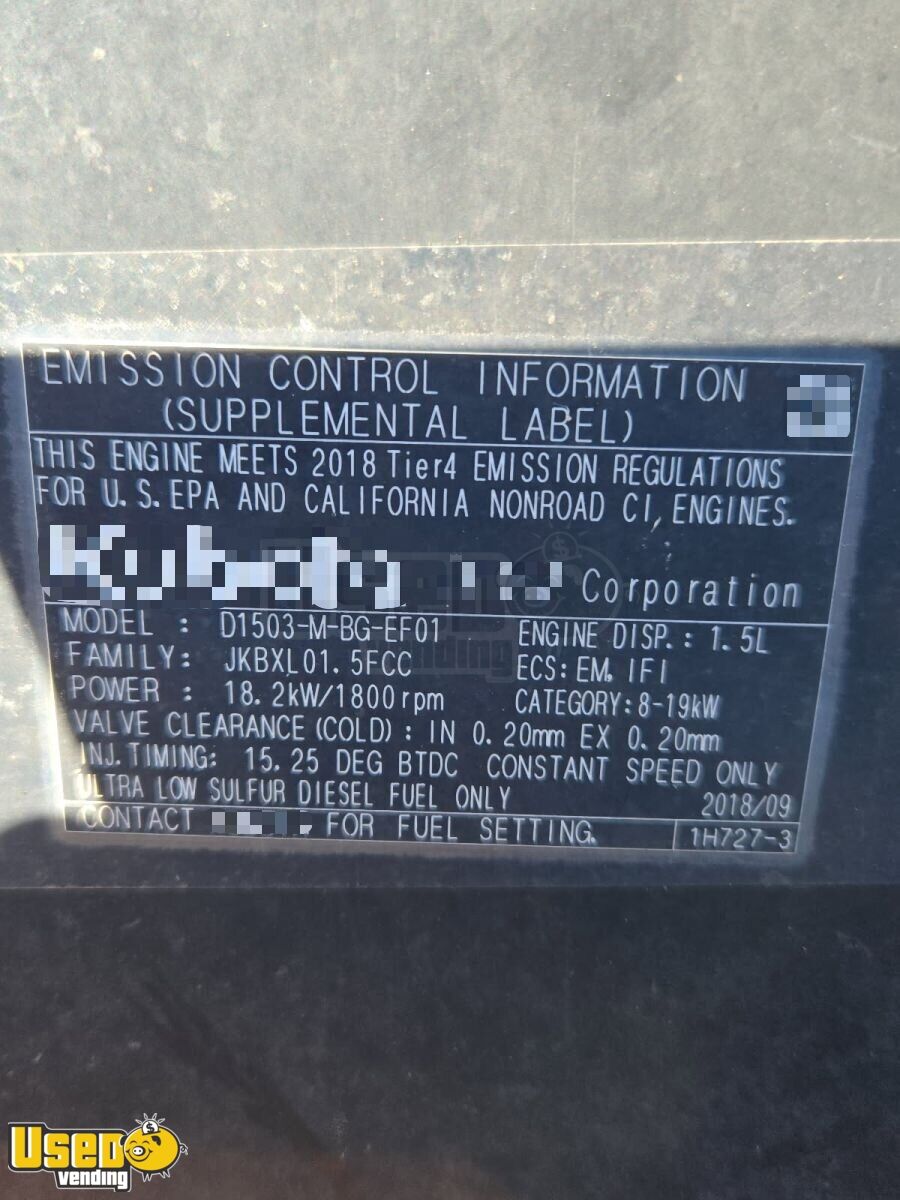 EMISSION CONTROL INFORMATION
(SUPPLEMENTAL LABEL)
THIS ENGINE MEETS 2018 Tier4 EMISSION REGULATIONS
FOR U.S.EPA AND CALIFORNIA NONROAD CI, ENGINES.
Corporation
MODEL : D1503-M-BG-EF01 ENGINE DISP.: 1.5L
FAMILY: JKBXL01.5FCC ECS: EM, IFI
POWER : 18.2kW/1800rpm CATEGORY:8-19kW
VALVE CLEARANCE(COLD): IN 0.20mm EX 0.20mm
INJ.TIMING: 15.25 DEG BTDC CONSTANT SPEED ONLY
ULTRA LOW SULFUR DIESEL FUEL ONLY 2018/09
CONTACT FOR FUEL SETTING. 1H727-3
Used
vending